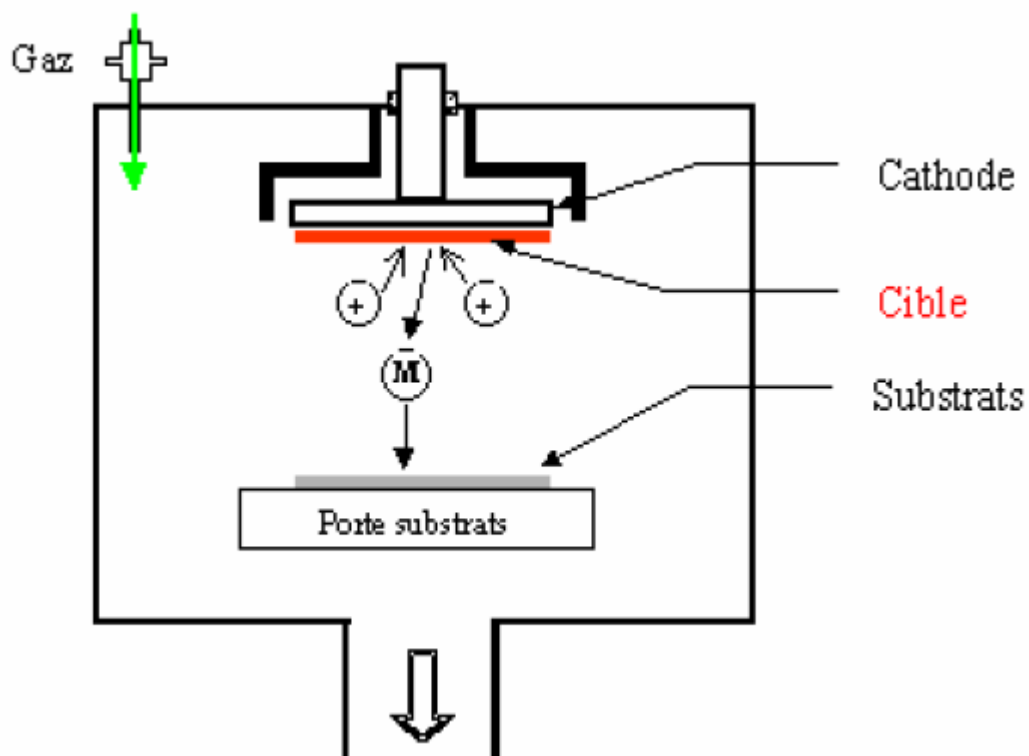 Gaz
Cathode
+
+
Cible
M
Substrats
Porte substrats